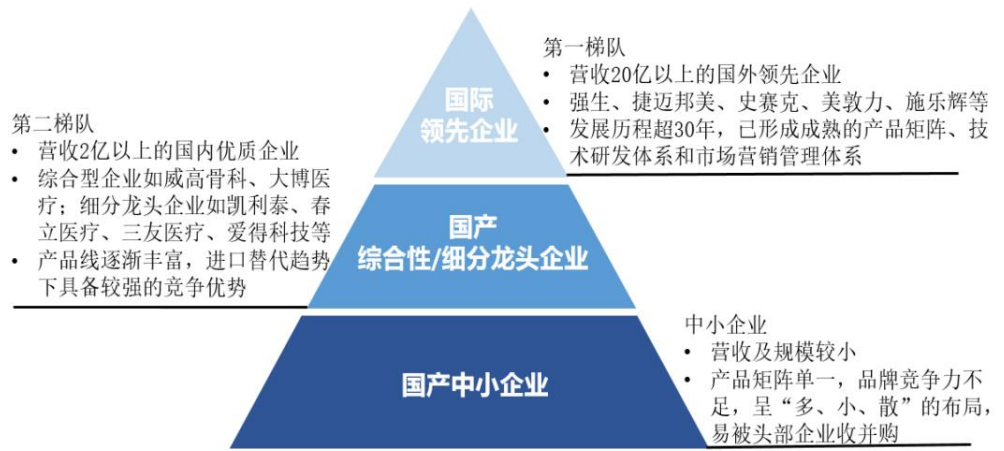 国际
领先企业
第一梯队
• 营收20亿以上的国外领先企业
• 强生、捷迈邦美、史赛克、美敦力、施乐辉等
• 发展历程超30年，已形成成熟的产品矩阵、技
术研发体系和市场营销管理体系
第二梯队
• 营收2亿以上的国内优质企业
• 综合型企业如威高骨科、大博医
疗；细分龙头企业如凯利泰、春
立医疗、三友医疗、爱得科技等
• 产品线逐渐丰富，进口替代趋势
下具备较强的竞争优势
国产
综合性/细分龙头企业
国产中小企业
中小企业
• 营收及规模较小
• 产品矩阵单一，品牌竞争力不
足，呈“多、小、散”的布局，
易被头部企业收并购